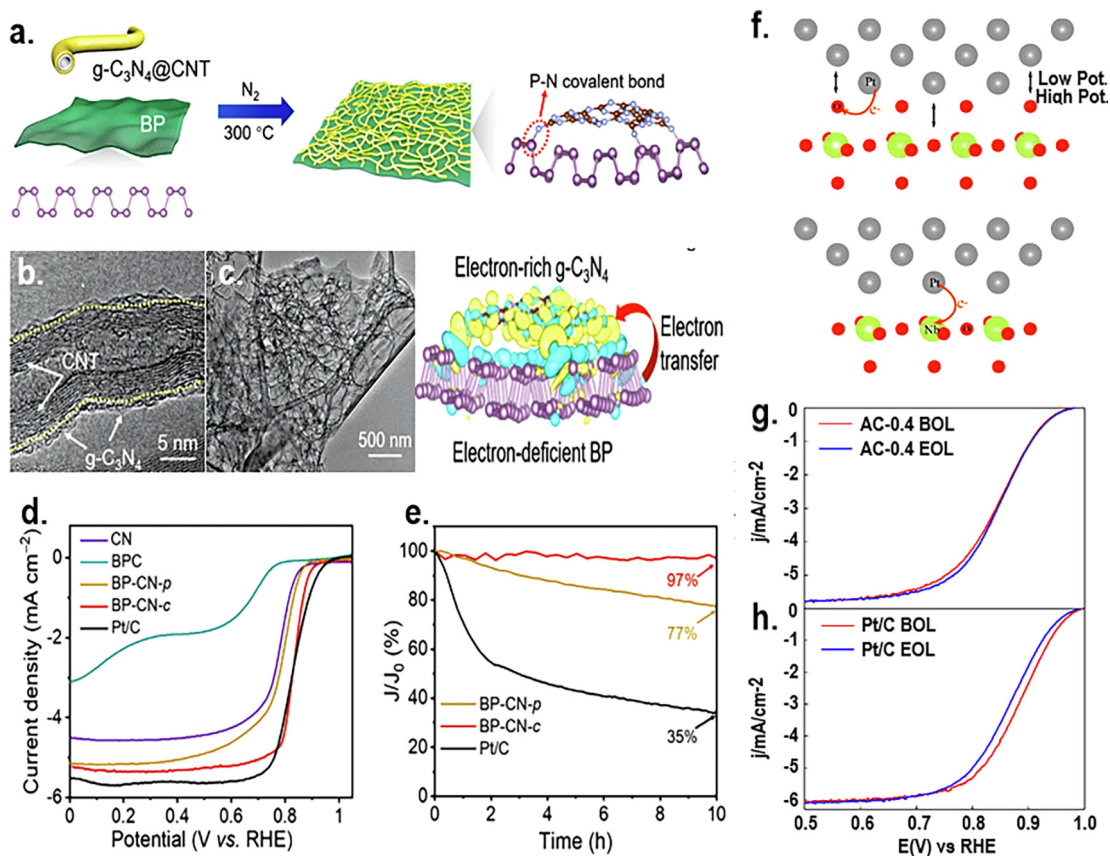 a.
g-C₃N₄@CNT
BP
N₂
300 °C
P-N covalent bond
b.
CNT
g-C₃N₄
5 nm
c.
500 nm
Electron-rich g-C₃N₄
Electron
transfer
Electron-deficient BP
d.
CN
BPC
BP-CN-p
BP-CN-c
Pt/C
0
-2
-4
-6
0.0 0.2 0.4 0.6 0.8 1.0
Current density (mA cm⁻²)
Potential (V vs. RHE)
e.
100
80
60
40
20
0
97%
77%
35%
BP-CN-p
BP-CN-c
Pt/C
0 2 4 6 8 10
J/J₀ (%)
Time (h)
f.
Low Pot.
High Pot.
Pt
O
e-
Pt
e-
Nb
O
g.
AC-0.4 BOL
AC-0.4 EOL
0
-1
-2
-3
-4
-5
j/mA/cm-2
h.
Pt/C BOL
Pt/C EOL
0
-1
-2
-3
-4
-5
-6
j/mA/cm-2
0.5 0.6 0.7 0.8 0.9 1.0
E(V) vs RHE